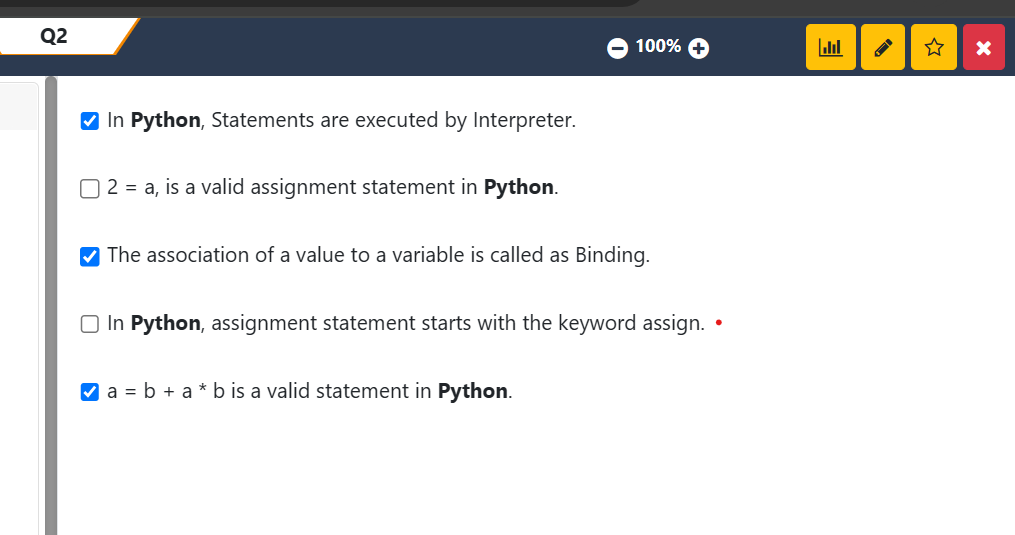 Q2
100%
In Python, Statements are executed by Interpreter.
2 = a, is a valid assignment statement in Python.
The association of a value to a variable is called as Binding.
In Python, assignment statement starts with the keyword assign.
a = b + a * b is a valid statement in Python.